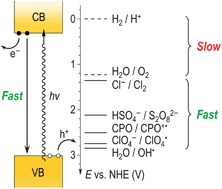 CB
e⁻
Fast
hν
h⁺
VB
0
1
2
3
H₂ / H⁺
H₂O / O₂
Cl⁻ / Cl₂
HSO₄⁻ / S₂O₈²⁻
CPO / CPO⁺•
ClO₄⁻ / ClO₄•
H₂O / OH•
E vs. NHE (V)
Slow
Fast